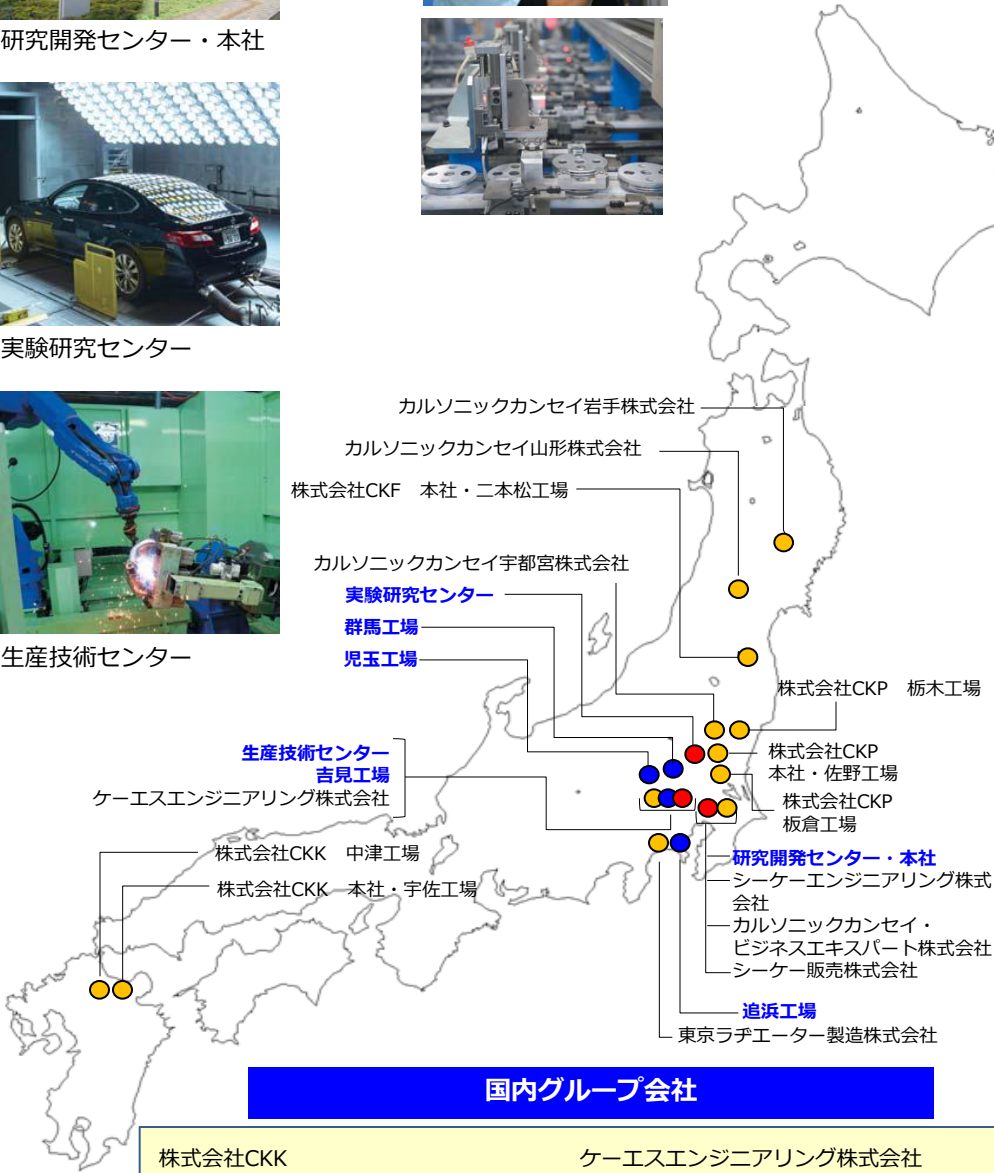 研究開発センター・本社
実験研究センター
生産技術センター
カルソニックカンセイ岩手株式会社
カルソニックカンセイ山形株式会社
株式会社CKF　本社・二本松工場
カルソニックカンセイ宇都宮株式会社
実験研究センター
群馬工場
児玉工場
株式会社CKP　栃木工場
株式会社CKP
本社・佐野工場
株式会社CKP
板倉工場
生産技術センター
吉見工場
ケーエスエンジニアリング株式会社
株式会社CKK　中津工場
株式会社CKK　本社・宇佐工場
研究開発センター・本社
シーケーエンジニアリング株式
会社
カルソニックカンセイ・
ビジネスエキスパート株式会社
シーケー販売株式会社
追浜工場
東京ラヂエーター製造株式会社
国内グループ会社
株式会社CKK
ケーエスエンジニアリング株式会社